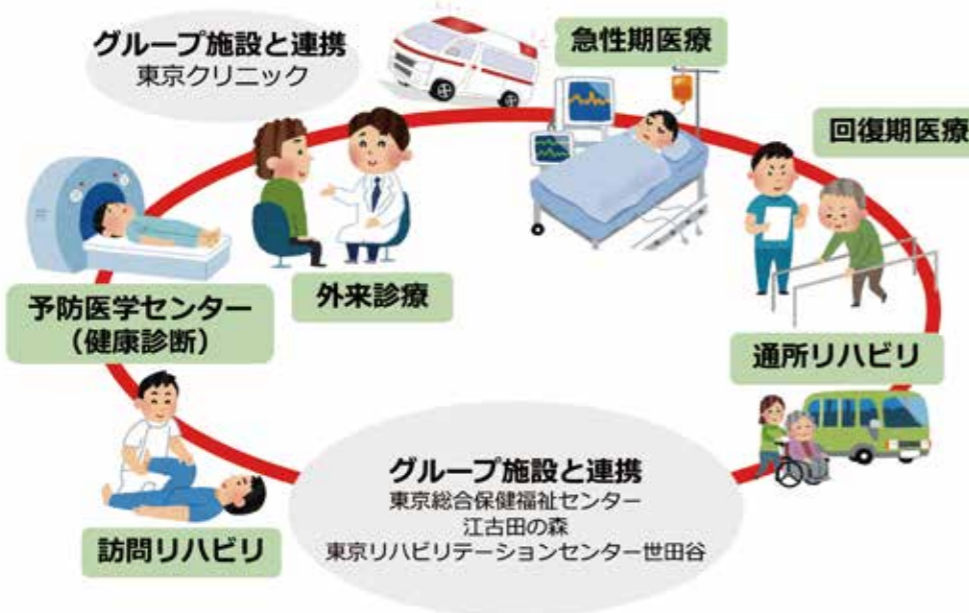 グループ施設と連携
東京クリニック
急性期医療
回復期医療
外来診療
予防医学センター
（健康診断）
通所リハビリ
訪問リハビリ
グループ施設と連携
東京総合保健福祉センター
江古田の森
東京リハビリテーションセンター世田谷